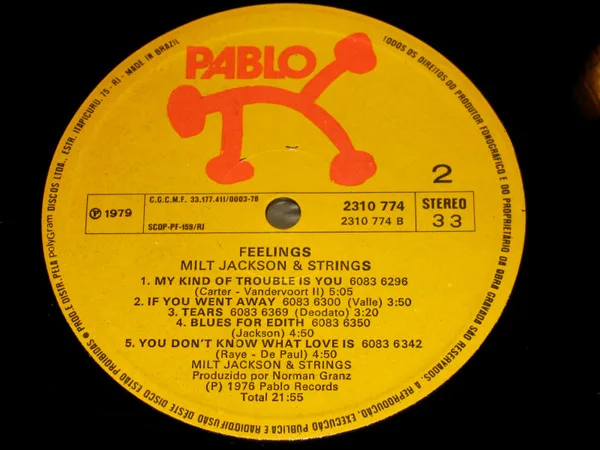 PABLO
2
℗ 1979
C.G.C.M.F. 33.177.411/0003-78
SCDP-PF-159/RJ
2310 774
2310 774 B
STEREO
33
FEELINGS
MILT JACKSON & STRINGS
1. MY KIND OF TROUBLE IS YOU 6083 6296
(Carter - Vandervoort II) 5:05
2. IF YOU WENT AWAY 6083 6300 (Valle) 3:50
3. TEARS 6083 6369 (Deodato) 3:20
4. BLUES FOR EDITH 6083 6350
(Jackson) 4:50
5. YOU DON'T KNOW WHAT LOVE IS 6083 6342
(Raye - De Paul) 4:50
MILT JACKSON & STRINGS
Produzido por Norman Granz
(P) 1976 Pablo Records
Total 21:55
TODOS OS DIREITOS DO PRODUTOR FONOGRÁFICO E DO PROPRIETÁRIO DA OBRA GRAVADA SÃO RESERVADOS. A REPRODUÇÃO, EXECUÇÃO PUBLICA E RADIODIFUSÃO DESTE DISCO ESTÃO PROIBIDAS • PROD. E DISTR. PELA PolyGram DISCOS LTDA., ESTR. ITAPICURU, 75 - RJ - MADE IN BRAZIL